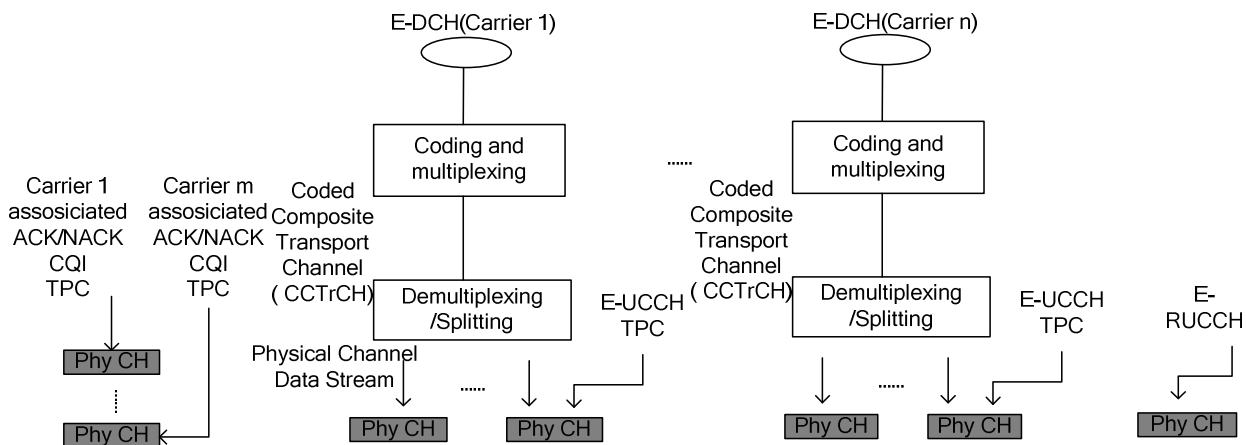 E-DCH(Carrier 1)
E-DCH(Carrier n)
Coding and
multiplexing
......
Coding and
multiplexing
Carrier 1
assosiciated
ACK/NACK
CQI
TPC
Carrier m
assosiciated
ACK/NACK
CQI
TPC
Coded
Composite
Transport
Channel
( CCTrCH)
Coded
Composite
Transport
Channel
( CCTrCH)
Demultiplexing
/Splitting
E-UCCH
TPC
Demultiplexing
/Splitting
E-UCCH
TPC
E-
RUCCH
Physical Channel
Data Stream
......
......
Phy CH
......
Phy CH
Phy CH
Phy CH
Phy CH
Phy CH
Phy CH